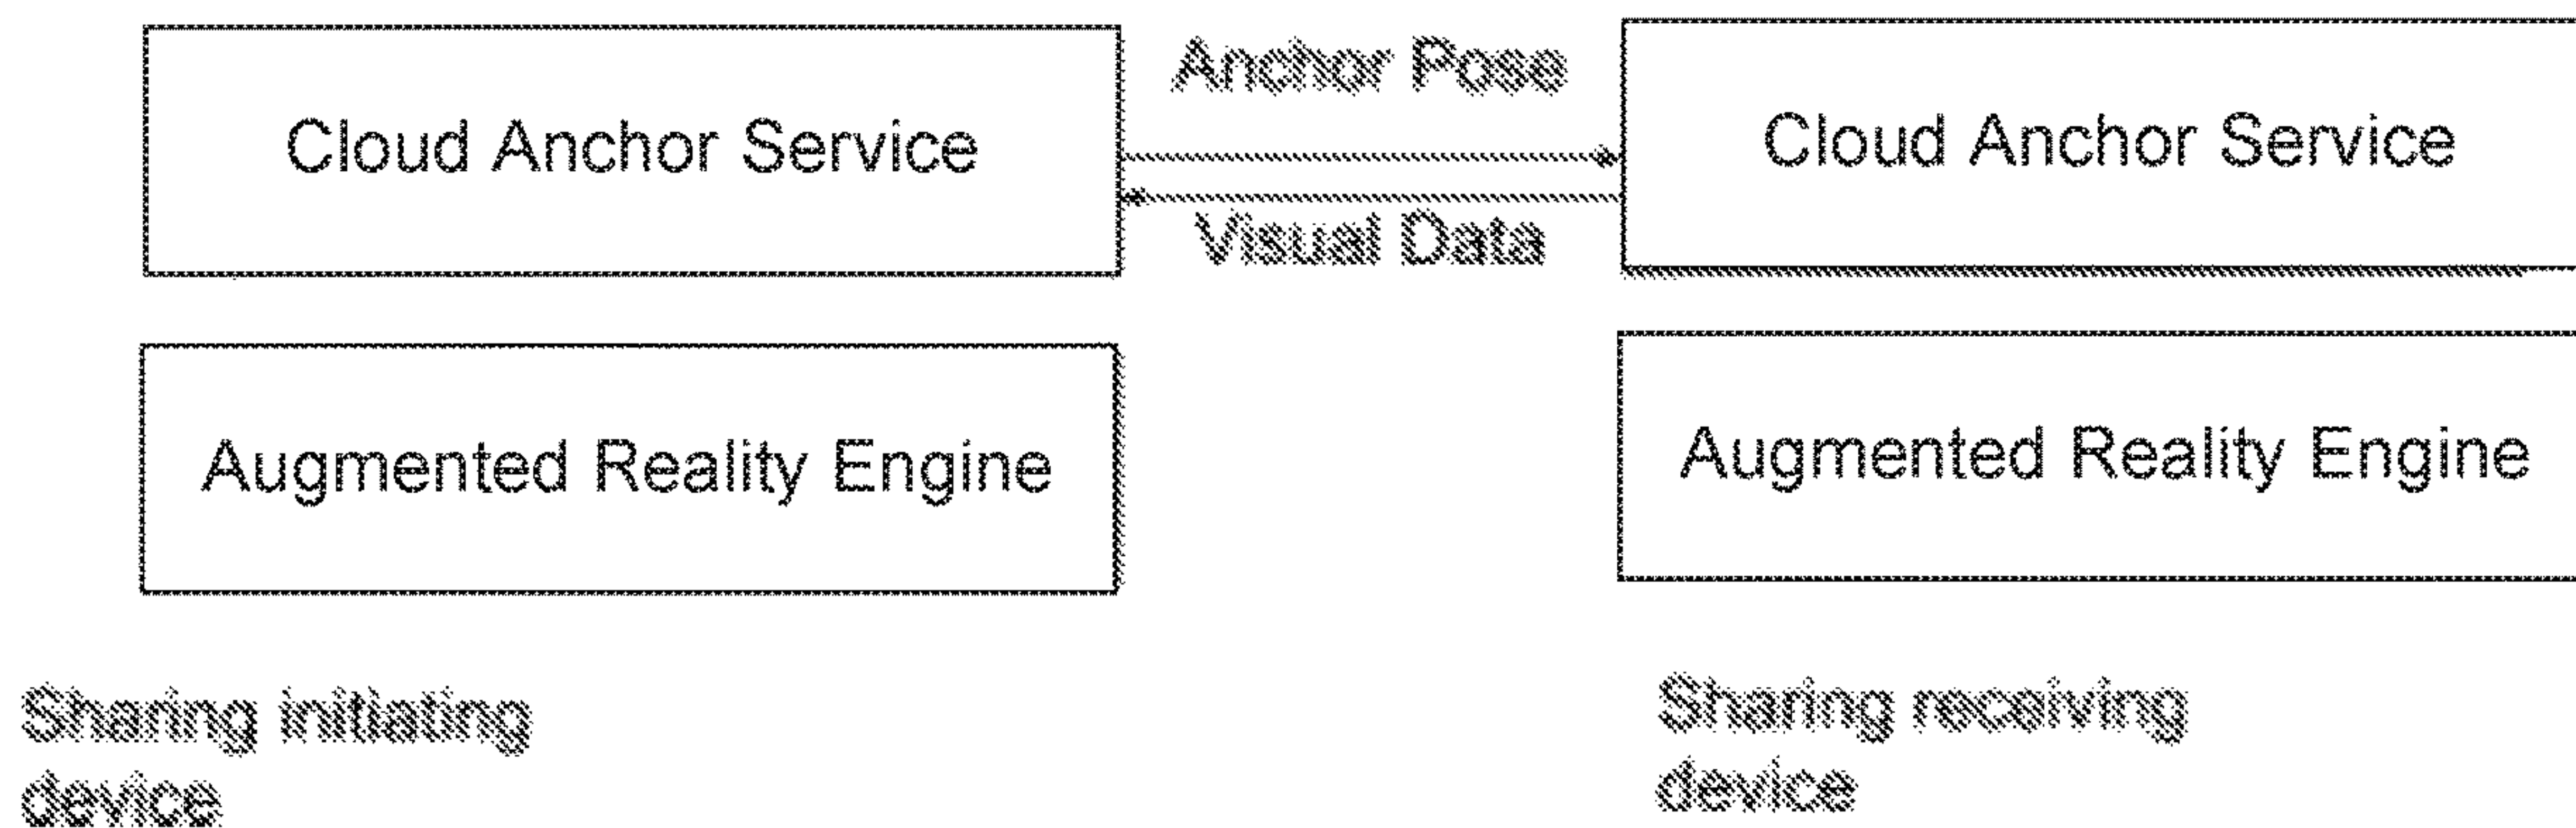 Cloud Anchor Service
Anchor Pose
Visual Data
Cloud Anchor Service
Augmented Reality Engine
Augmented Reality Engine
Sharing initiating
device
Sharing receiving
device